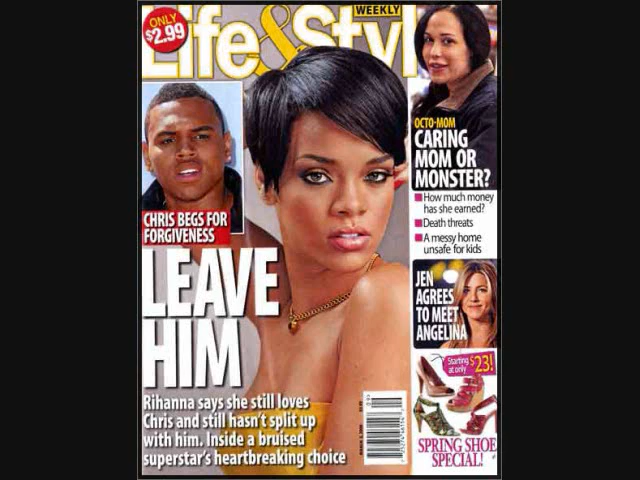 ONLY
$2.99
Life&Styl
WEEKLY
OCTO-MOM
CARING
MOM OR
MONSTER?
How much money
has she earned?
Death threats
A messy home
unsafe for kids
CHRIS BEGS FOR
FORGIVENESS
LEAVE
HIM
Rihanna says she still loves
Chris and still hasn't split up
with him. Inside a bruised
superstar's heartbreaking choice
JEN
AGREES
TO MEET
ANGELINA
Starting
at only
$23!
SPRING SHOE
SPECIAL!